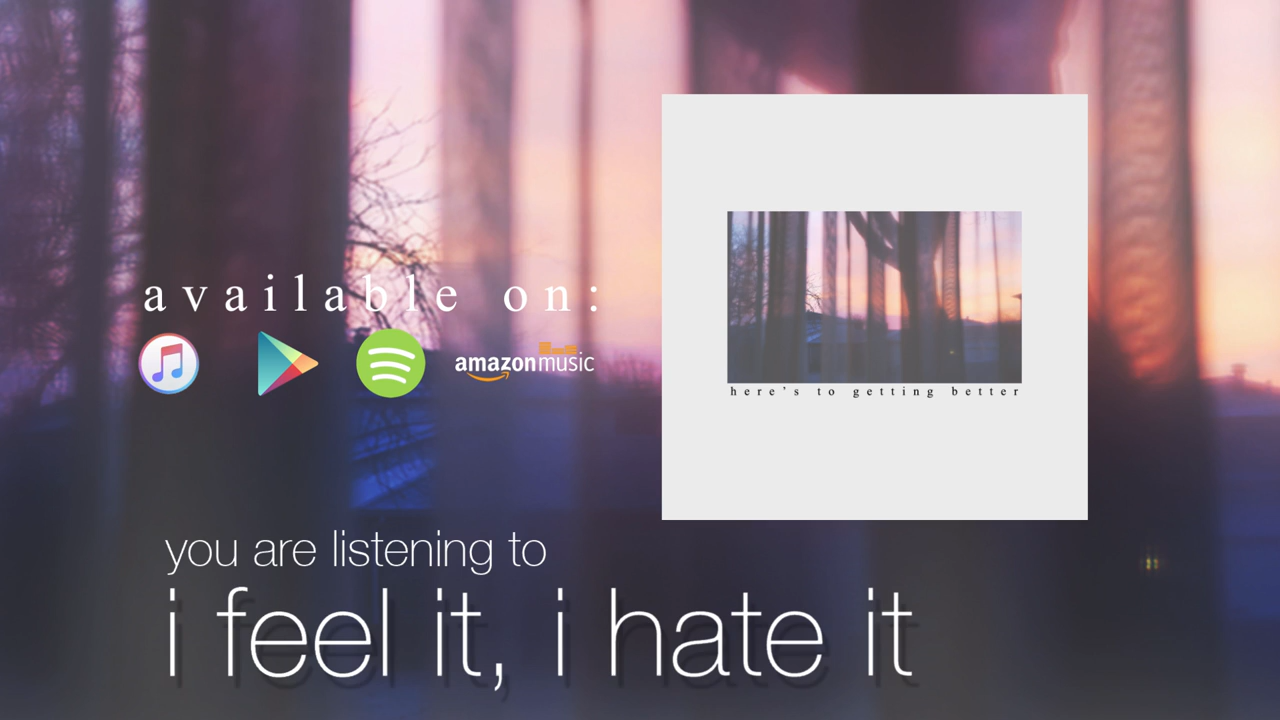 available on:
amazonmusic
here's to getting better
you are listening to
i feel it, i hate it